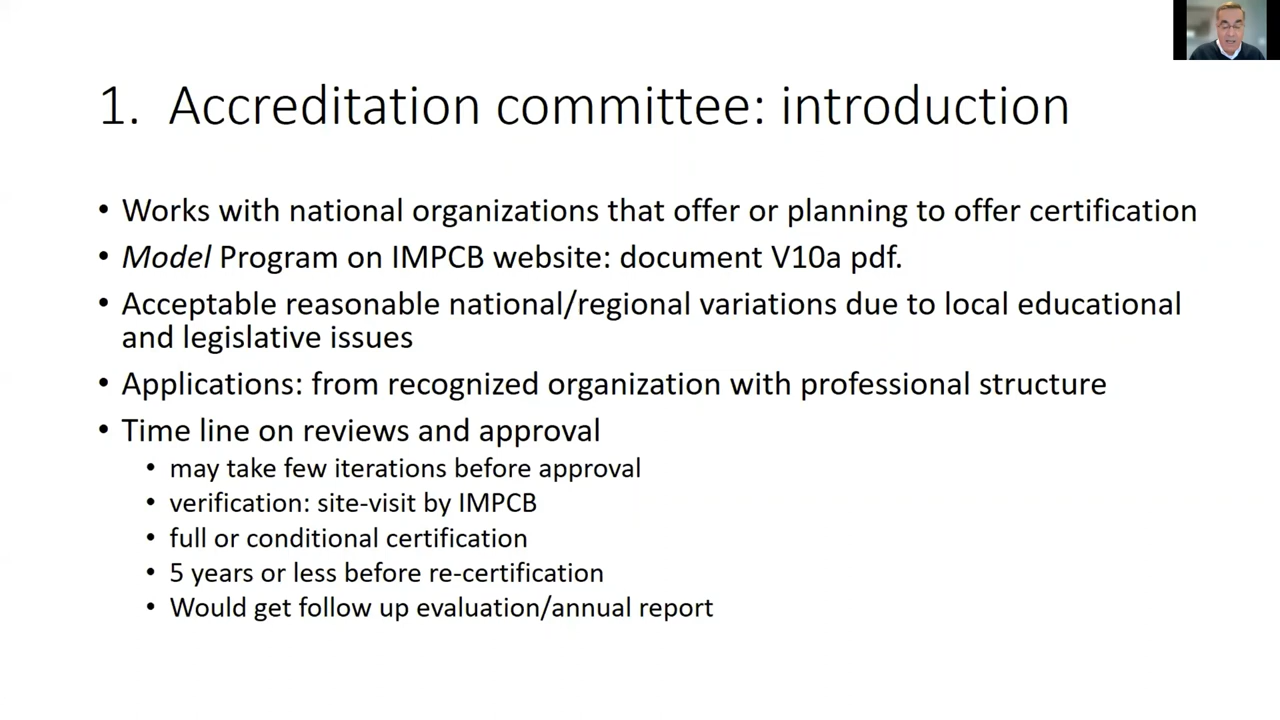 1. Accreditation committee: introduction
• Works with national organizations that offer or planning to offer certification
• Model Program on IMPCB website: document V10a pdf.
• Acceptable reasonable national/regional variations due to local educational
and legislative issues
• Applications: from recognized organization with professional structure
• Time line on reviews and approval
• may take few iterations before approval
• verification: site-visit by IMPCB
• full or conditional certification
• 5 years or less before re-certification
• Would get follow up evaluation/annual report